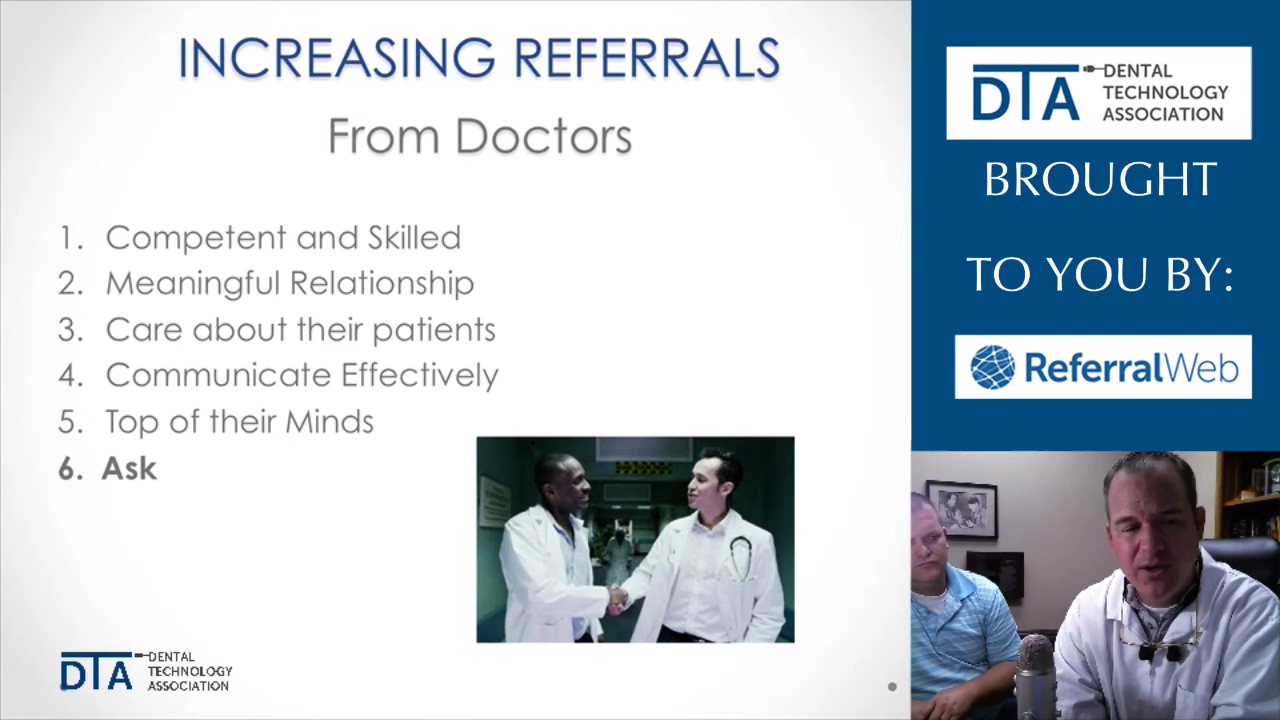 INCREASING REFERRALS
From Doctors
1. Competent and Skilled
2. Meaningful Relationship
3. Care about their patients
4. Communicate Effectively
5. Top of their Minds
6. Ask
DTA DENTAL
TECHNOLOGY
ASSOCIATION
DTA DENTAL
TECHNOLOGY
ASSOCIATION
BROUGHT
TO YOU BY:
ReferralWeb